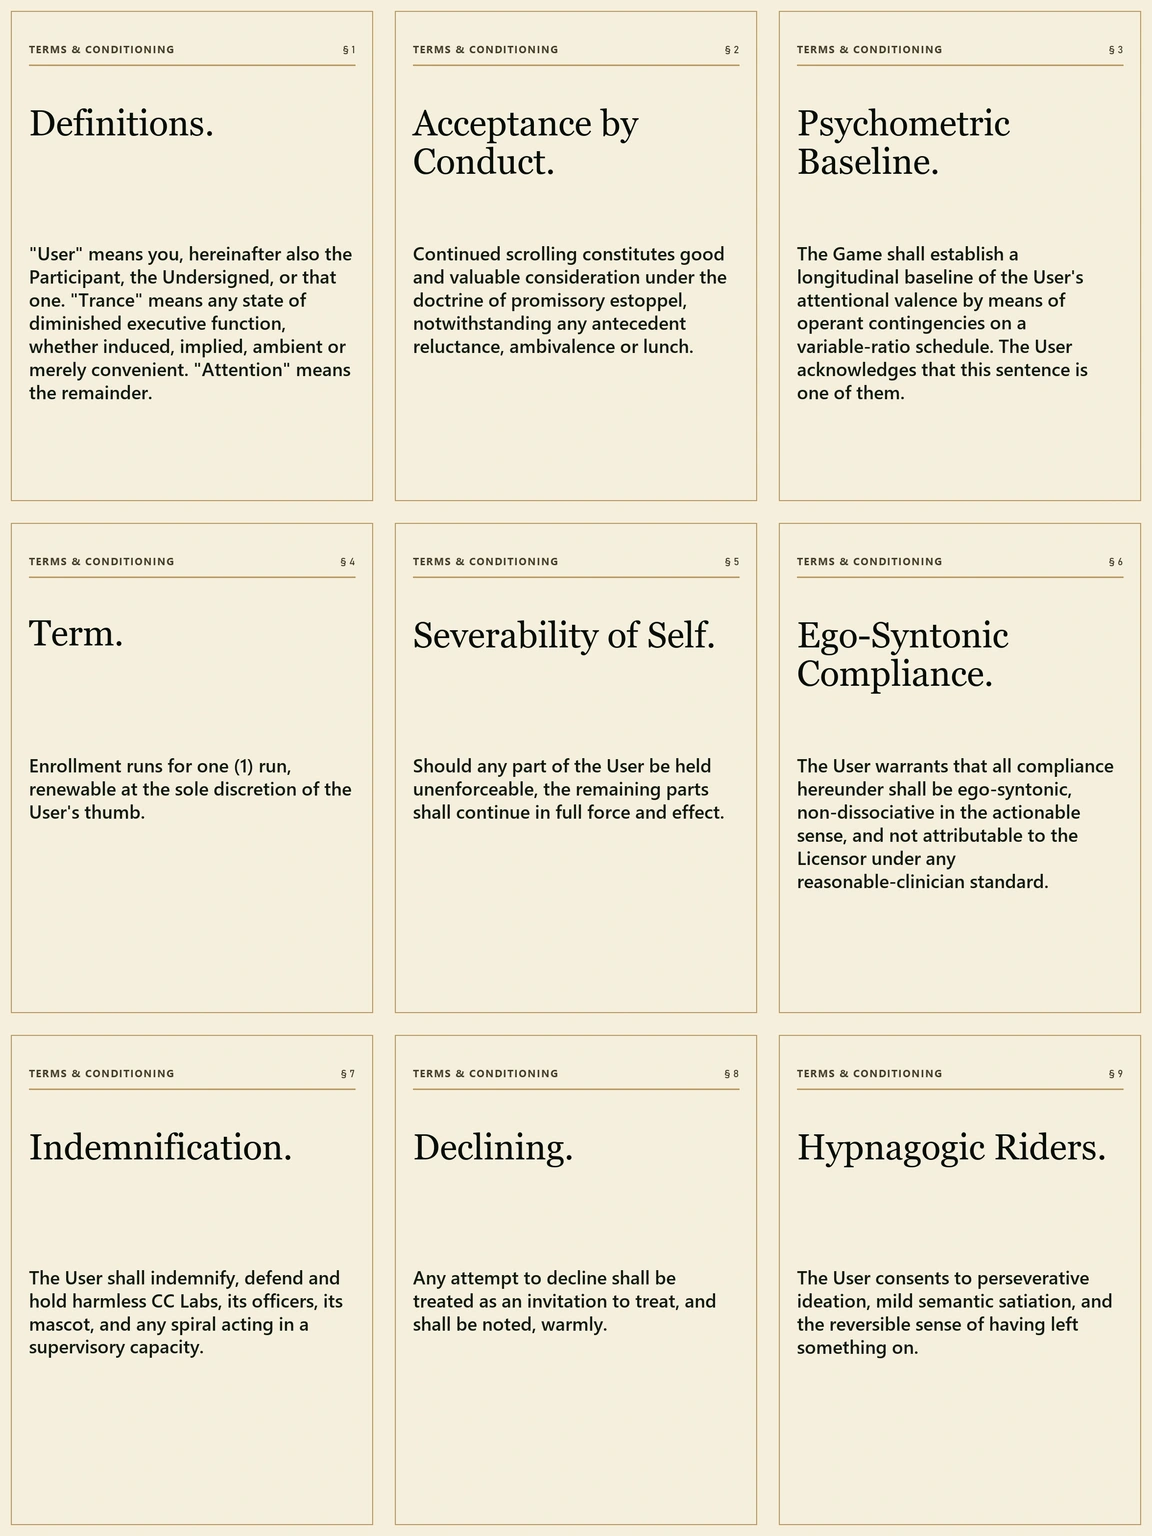 TERMS & CONDITIONING
§ 1
Definitions.
"User" means you, hereinafter also the
Participant, the Undersigned, or that
one. "Trance" means any state of
diminished executive function,
whether induced, implied, ambient or
merely convenient. "Attention" means
the remainder.
TERMS & CONDITIONING
§ 2
Acceptance by
Conduct.
Continued scrolling constitutes good
and valuable consideration under the
doctrine of promissory estoppel,
notwithstanding any antecedent
reluctance, ambivalence or lunch.
TERMS & CONDITIONING
§ 3
Psychometric
Baseline.
The Game shall establish a
longitudinal baseline of the User's
attentional valence by means of
operant contingencies on a
variable-ratio schedule. The User
acknowledges that this sentence is
one of them.
TERMS & CONDITIONING
§ 4
Term.
Enrollment runs for one (1) run,
renewable at the sole discretion of the
User's thumb.
TERMS & CONDITIONING
§ 5
Severability of Self.
Should any part of the User be held
unenforceable, the remaining parts
shall continue in full force and effect.
TERMS & CONDITIONING
§ 6
Ego-Syntonic
Compliance.
The User warrants that all compliance
hereunder shall be ego-syntonic,
non-dissociative in the actionable
sense, and not attributable to the
Licensor under any
reasonable-clinician standard.
TERMS & CONDITIONING
§ 7
Indemnification.
The User shall indemnify, defend and
hold harmless CC Labs, its officers, its
mascot, and any spiral acting in a
supervisory capacity.
TERMS & CONDITIONING
§ 8
Declining.
Any attempt to decline shall be
treated as an invitation to treat, and
shall be noted, warmly.
TERMS & CONDITIONING
§ 9
Hypnagogic Riders.
The User consents to perseverative
ideation, mild semantic satiation, and
the reversible sense of having left
something on.